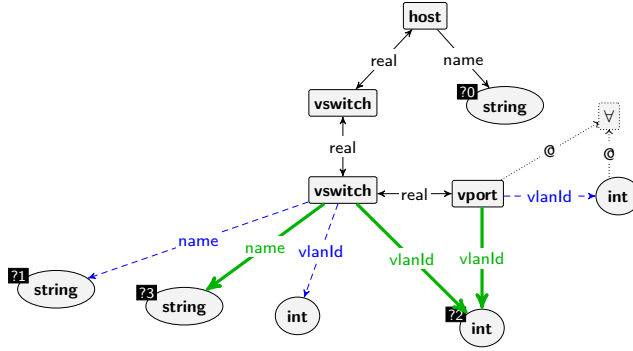 host
real
name
?0
string
vswitch
∀
@
@
real
vswitch
real
vport
vlanId
int
name
name
vlanId
vlanId
vlanId
?1
string
?3
string
int
?2
int